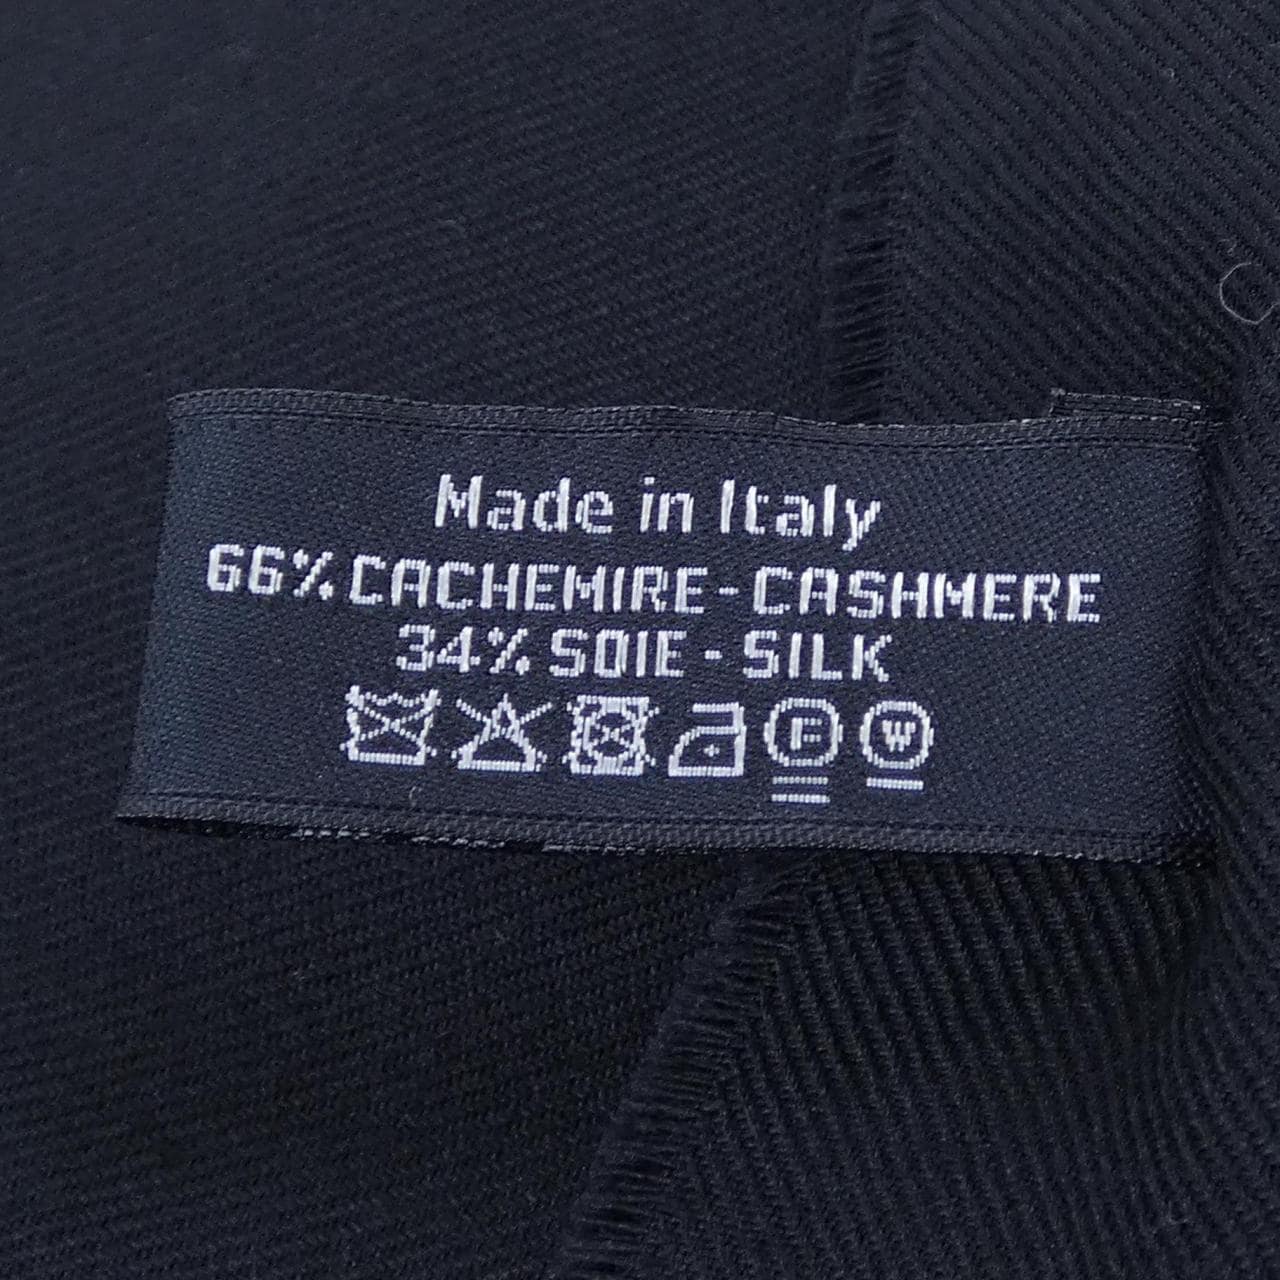 Made in Italy
66% CACHEMIRE - CASHMERE
34% SOIE - SILK
F W